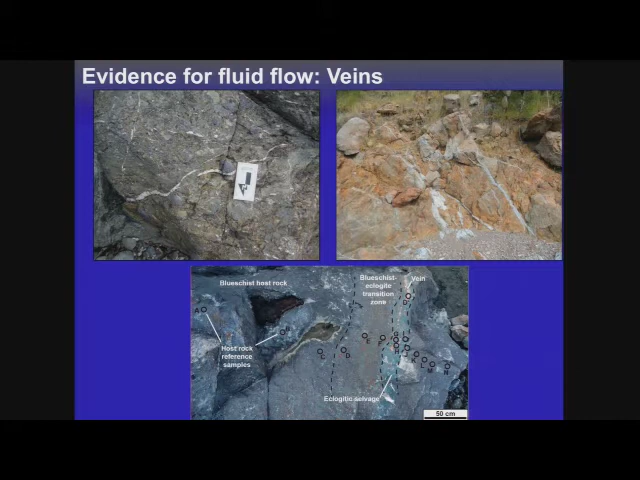 Evidence for fluid flow: Veins
Blueschist host rock
Blueschist-
eclogite
transition
zone
Vein
A
Host rock
reference
samples
Eclogitic selvage
50 cm